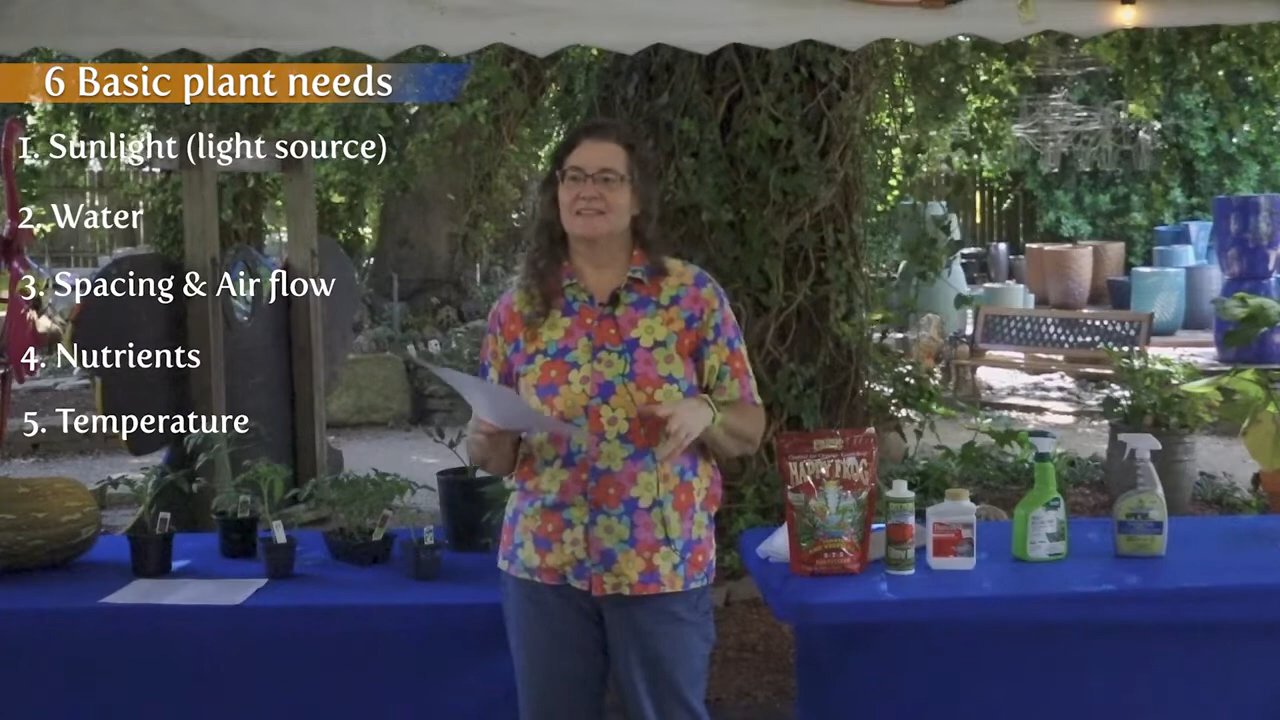 6 Basic plant needs
1. Sunlight (light source)
2. Water
3. Spacing & Air flow
4. Nutrients
5. Temperature
HAPPY FROG